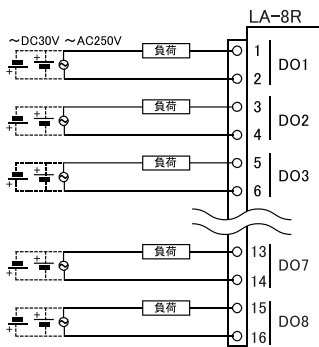 LA-8R
～DC30V ～AC250V
負荷 1
2 DO1
負荷 3
4 DO2
負荷 5
6 DO3
負荷 13
14 DO7
負荷 15
16 DO8